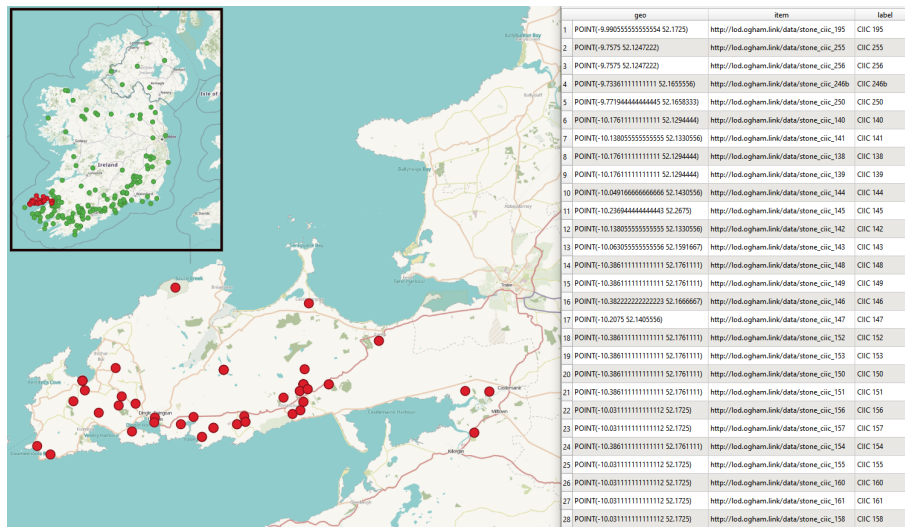 Ireland
Isle of
Castlemaine Harbour
Castlemaine
Milltown
geo item label
1 POINT(-9.990555555555554 52.1725) http://lod.ogham.link/data/stone_ciic_195 CIIC 195
2 POINT(-9.7575 52.1247222) http://lod.ogham.link/data/stone_ciic_255 CIIC 255
3 POINT(-9.7575 52.1247222) http://lod.ogham.link/data/stone_ciic_256 CIIC 256
4 POINT(-9.73361111111111 52.1655556) http://lod.ogham.link/data/stone_ciic_246b CIIC 246b
5 POINT(-9.771944444444445 52.1658333) http://lod.ogham.link/data/stone_ciic_250 CIIC 250
6 POINT(-10.176111111111111 52.1294444) http://lod.ogham.link/data/stone_ciic_140 CIIC 140
7 POINT(-10.138055555555555 52.1330556) http://lod.ogham.link/data/stone_ciic_141 CIIC 141
8 POINT(-10.176111111111111 52.1294444) http://lod.ogham.link/data/stone_ciic_138 CIIC 138
9 POINT(-10.176111111111111 52.1294444) http://lod.ogham.link/data/stone_ciic_139 CIIC 139
10 POINT(-10.049166666666666 52.1430556) http://lod.ogham.link/data/stone_ciic_144 CIIC 144
11 POINT(-10.236944444444443 52.2675) http://lod.ogham.link/data/stone_ciic_145 CIIC 145
12 POINT(-10.138055555555555 52.1330556) http://lod.ogham.link/data/stone_ciic_142 CIIC 142
13 POINT(-10.063055555555556 52.1591667) http://lod.ogham.link/data/stone_ciic_143 CIIC 143
14 POINT(-10.386111111111111 52.1761111) http://lod.ogham.link/data/stone_ciic_148 CIIC 148
15 POINT(-10.386111111111111 52.1761111) http://lod.ogham.link/data/stone_ciic_149 CIIC 149
16 POINT(-10.382222222222223 52.1666667) http://lod.ogham.link/data/stone_ciic_146 CIIC 146
17 POINT(-10.2075 52.1405556) http://lod.ogham.link/data/stone_ciic_147 CIIC 147
18 POINT(-10.386111111111111 52.1761111) http://lod.ogham.link/data/stone_ciic_152 CIIC 152
19 POINT(-10.386111111111111 52.1761111) http://lod.ogham.link/data/stone_ciic_153 CIIC 153
20 POINT(-10.386111111111111 52.1761111) http://lod.ogham.link/data/stone_ciic_150 CIIC 150
21 POINT(-10.386111111111111 52.1761111) http://lod.ogham.link/data/stone_ciic_151 CIIC 151
22 POINT(-10.031111111111112 52.1725) http://lod.ogham.link/data/stone_ciic_156 CIIC 156
23 POINT(-10.031111111111112 52.1725) http://lod.ogham.link/data/stone_ciic_157 CIIC 157
24 POINT(-10.386111111111111 52.1761111) http://lod.ogham.link/data/stone_ciic_154 CIIC 154
25 POINT(-10.031111111111112 52.1725) http://lod.ogham.link/data/stone_ciic_155 CIIC 155
26 POINT(-10.031111111111112 52.1725) http://lod.ogham.link/data/stone_ciic_160 CIIC 160
27 POINT(-10.031111111111112 52.1725) http://lod.ogham.link/data/stone_ciic_161 CIIC 161
28 POINT(-10.031111111111112 52.1725) http://lod.ogham.link/data/stone_ciic_158 CIIC 158